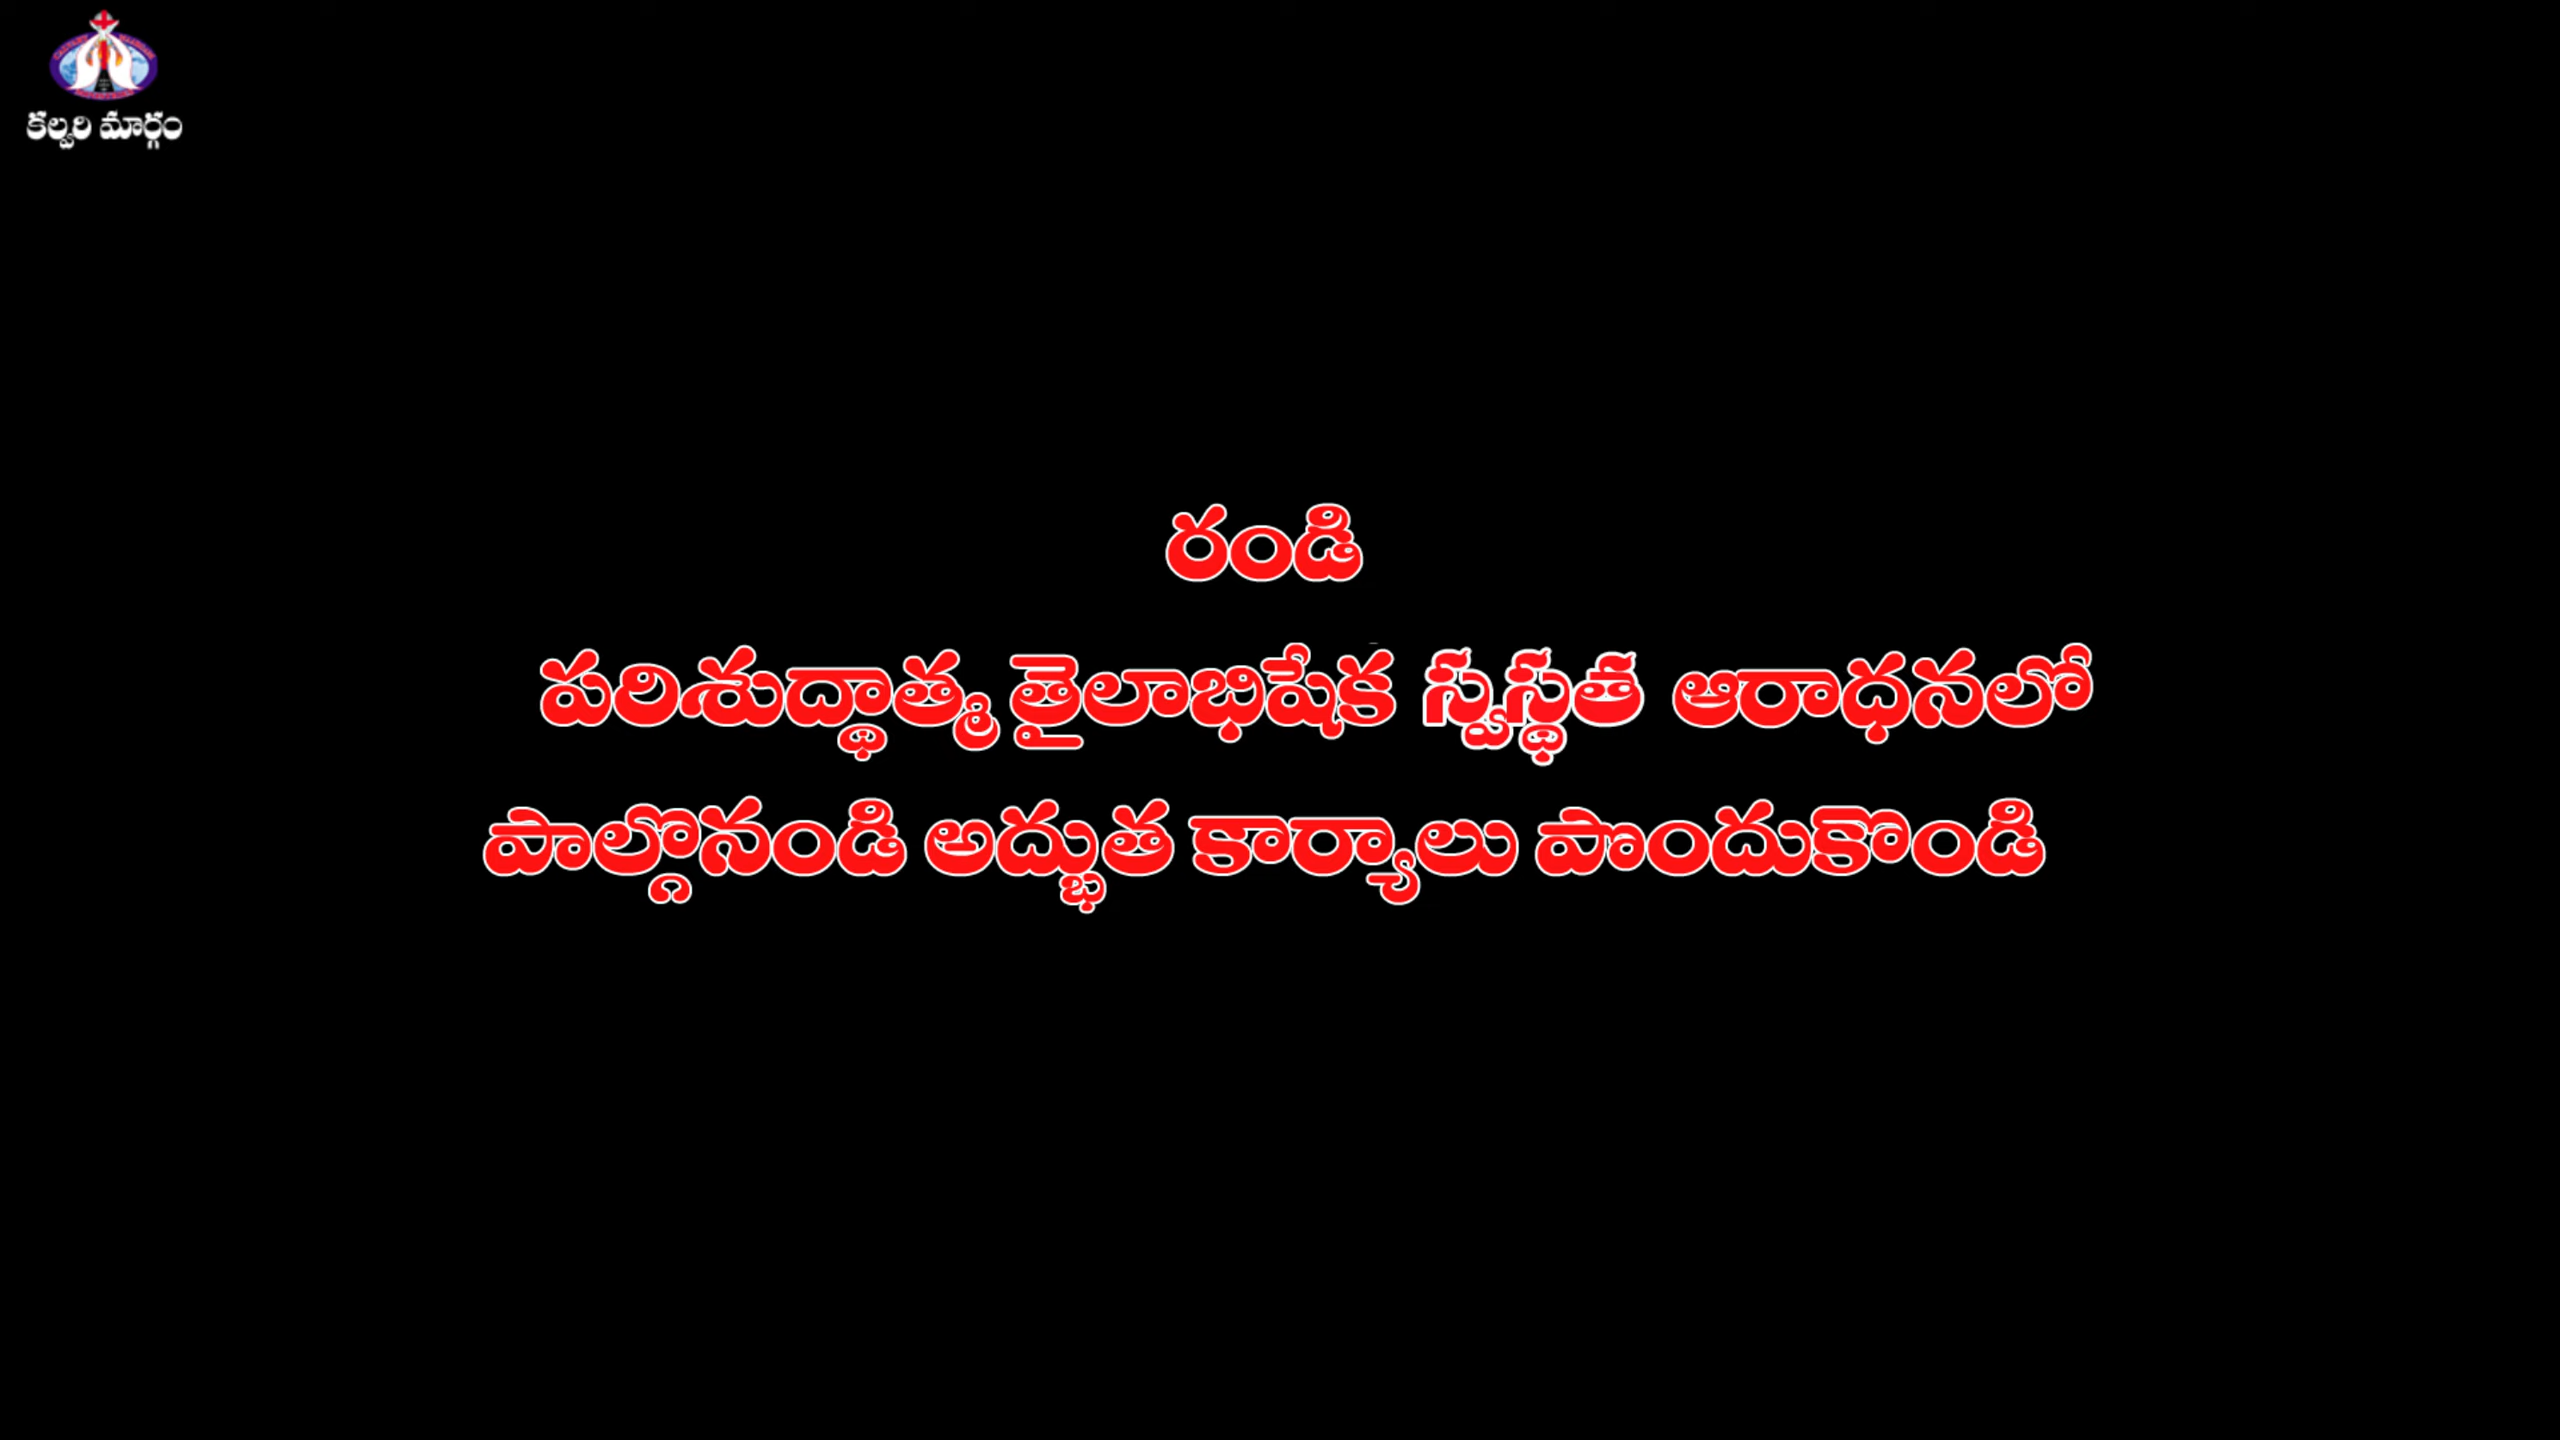 కల్వరి మార్గం
రండి
పరిశుద్ధాత్మ తైలాభిషేక స్వస్థత ఆరాధనలో
పాల్గొనండి అద్భుత కార్యాలు పొందుకొండి